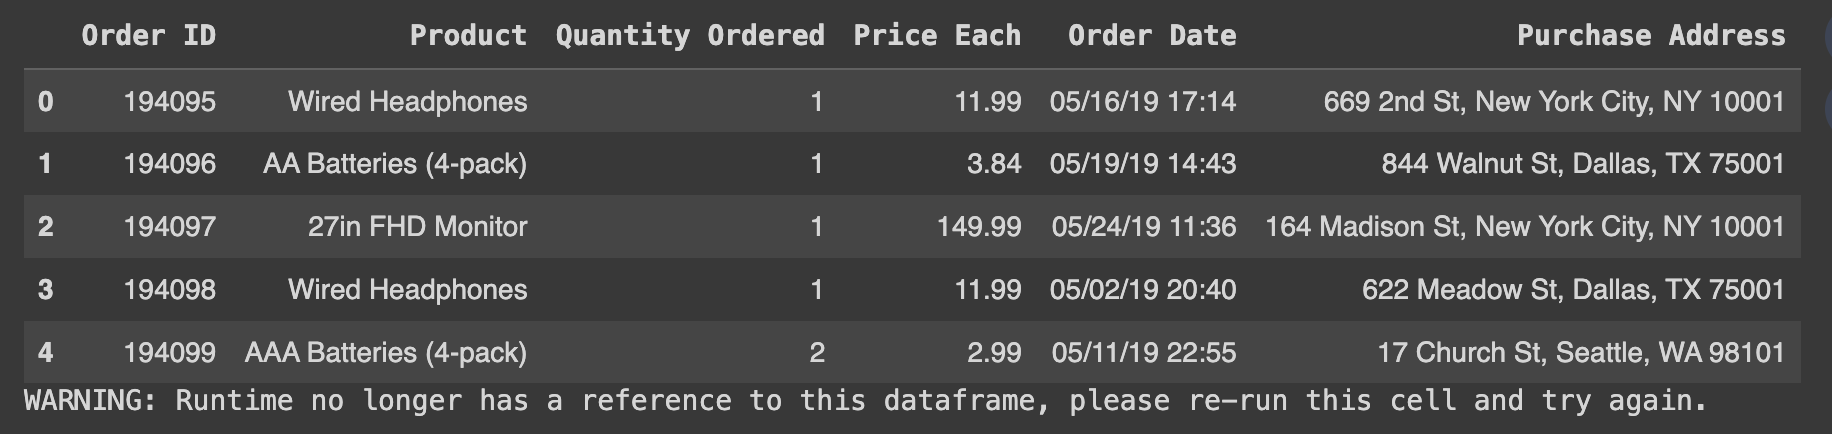 Order ID Product Quantity Ordered Price Each Order Date Purchase Address
0 194095 Wired Headphones 1 11.99 05/16/19 17:14 669 2nd St, New York City, NY 10001
1 194096 AA Batteries (4-pack) 1 3.84 05/19/19 14:43 844 Walnut St, Dallas, TX 75001
2 194097 27in FHD Monitor 1 149.99 05/24/19 11:36 164 Madison St, New York City, NY 10001
3 194098 Wired Headphones 1 11.99 05/02/19 20:40 622 Meadow St, Dallas, TX 75001
4 194099 AAA Batteries (4-pack) 2 2.99 05/11/19 22:55 17 Church St, Seattle, WA 98101
WARNING: Runtime no longer has a reference to this dataframe, please re-run this cell and try again.